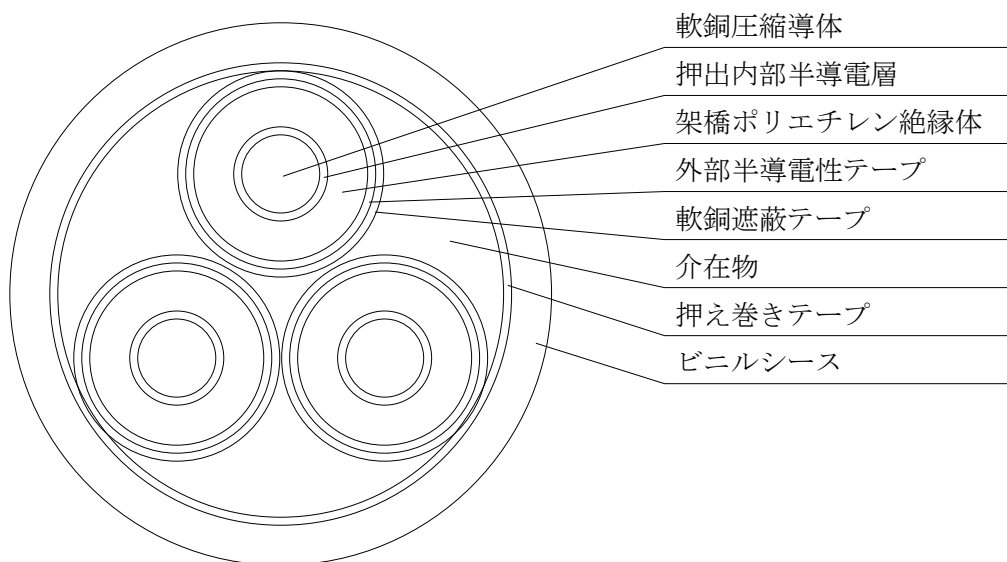 軟銅圧縮導体
押出内部半導電層
架橋ポリエチレン絶縁体
外部半導電性テープ
軟銅遮蔽テープ
介在物
押え巻きテープ
ビニルシース